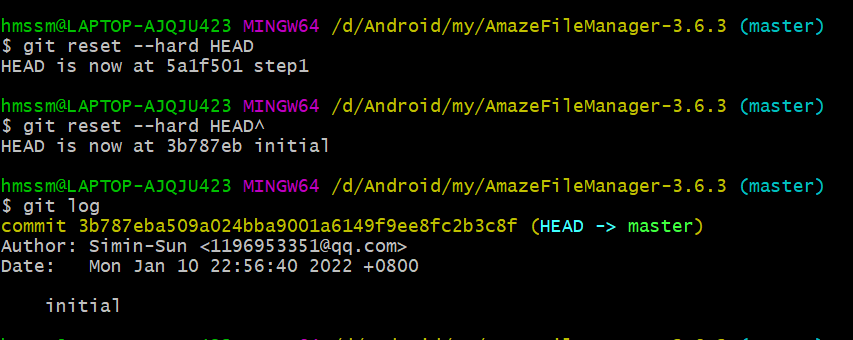 hmssm@LAPTOP-AJQJU423 MINGW64 /d/Android/my/AmazeFileManager-3.6.3 (master)
$ git reset --hard HEAD
HEAD is now at 5a1f501 step1
hmssm@LAPTOP-AJQJU423 MINGW64 /d/Android/my/AmazeFileManager-3.6.3 (master)
$ git reset --hard HEAD^
HEAD is now at 3b787eb initial
hmssm@LAPTOP-AJQJU423 MINGW64 /d/Android/my/AmazeFileManager-3.6.3 (master)
$ git log
commit 3b787eba509a024bba9001a6149f9ee8fc2b3c8f (HEAD -> master)
Author: Simin-Sun <1196953351@qq.com>
Date:   Mon Jan 10 22:56:40 2022 +0800
    initial